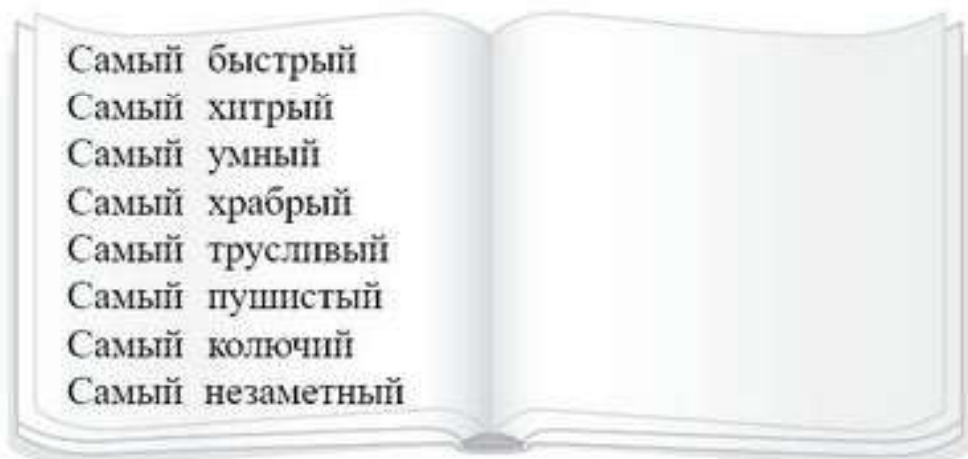 Самый быстрый
Самый хитрый
Самый умный
Самый храбрый
Самый трусливый
Самый пушистый
Самый колючий
Самый незаметный